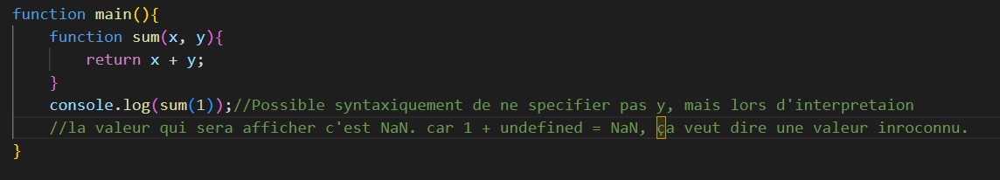 function main(){
function sum(x, y){
return x + y;
}
console.log(sum(1));//Possible syntaxiquement de ne specifier pas y, mais lors d'interpretaion
//la valeur qui sera afficher c'est NaN. car 1 + undefined = NaN, ça veut dire une valeur inroconnu.
}